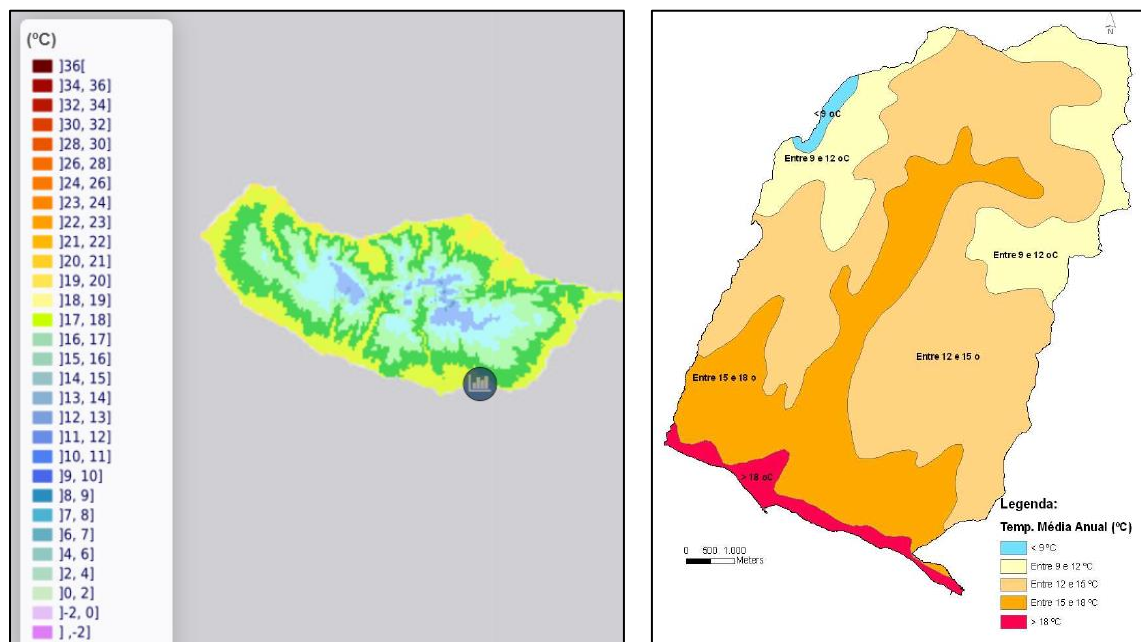 (ºC)
]36[
]34, 36]
]32, 34]
]30, 32]
]28, 30]
]26, 28]
]24, 26]
]23, 24]
]22, 23]
]21, 22]
]20, 21]
]19, 20]
]18, 19]
]17, 18]
]16, 17]
]15, 16]
]14, 15]
]13, 14]
]12, 13]
]11, 12]
]10, 11]
]9, 10]
]8, 9]
]7, 8]
]6, 7]
]4, 6]
]2, 4]
]0, 2]
]-2, 0]
] ,-2]
N
< 9 oC
Entre 9 e 12 oC
Entre 9 e 12 oC
Entre 12 e 15 o
Entre 15 e 18 o
> 18 oC
0 500 1.000
Meters
Legenda:
Temp. Média Anual (ºC)
< 9 ºC
Entre 9 e 12 ºC
Entre 12 e 15 ºC
Entre 15 e 18 ºC
> 18 ºC